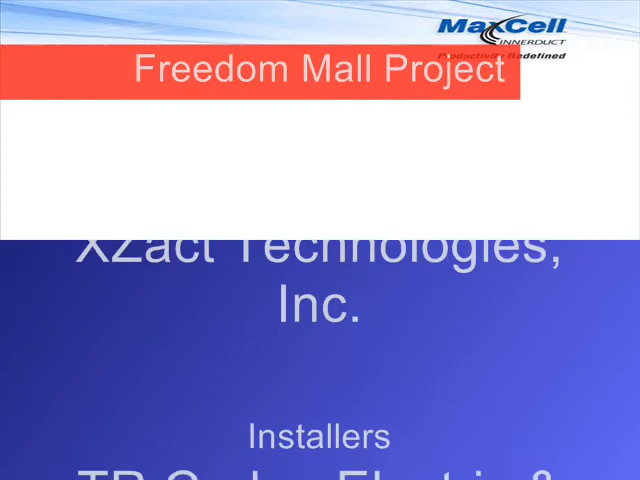 MaxCell
INNERDUCT
Productivity Redefined
Freedom Mall Project
XZact Technologies,
Inc.
Installers
&